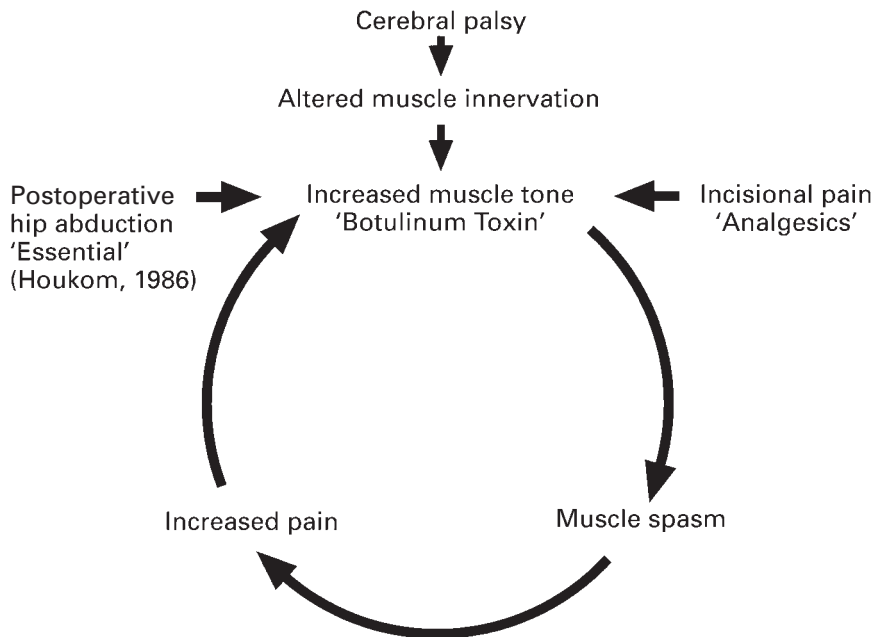 Cerebral palsy
Altered muscle innervation
Postoperative
hip abduction
'Essential'
(Houkom, 1986)
Increased muscle tone
'Botulinum Toxin'
Incisional pain
'Analgesics'
Increased pain
Muscle spasm